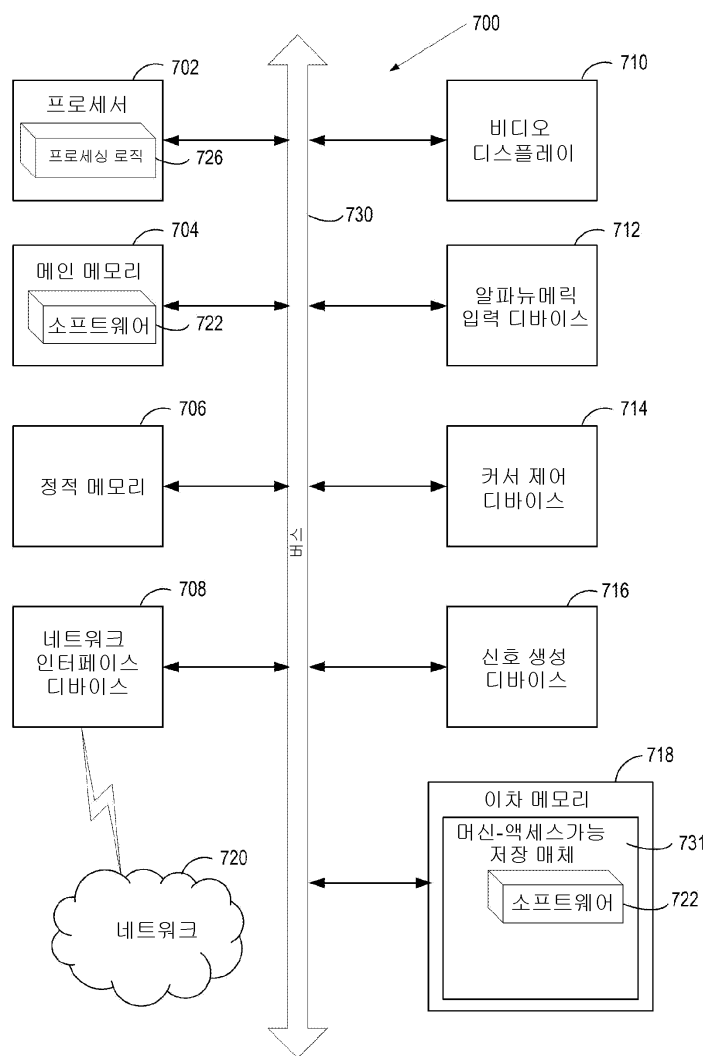 700
702
프로세서
프로세싱 로직
726
704
메인 메모리
소프트웨어
722
706
정적 메모리
708
네트워크
인터페이스
디바이스
720
네트워크
730
버스
710
비디오
디스플레이
712
알파뉴메릭
입력 디바이스
714
커서 제어
디바이스
716
신호 생성
디바이스
718
이차 메모리
머신-액세스가능
저장 매체
731
소프트웨어
722